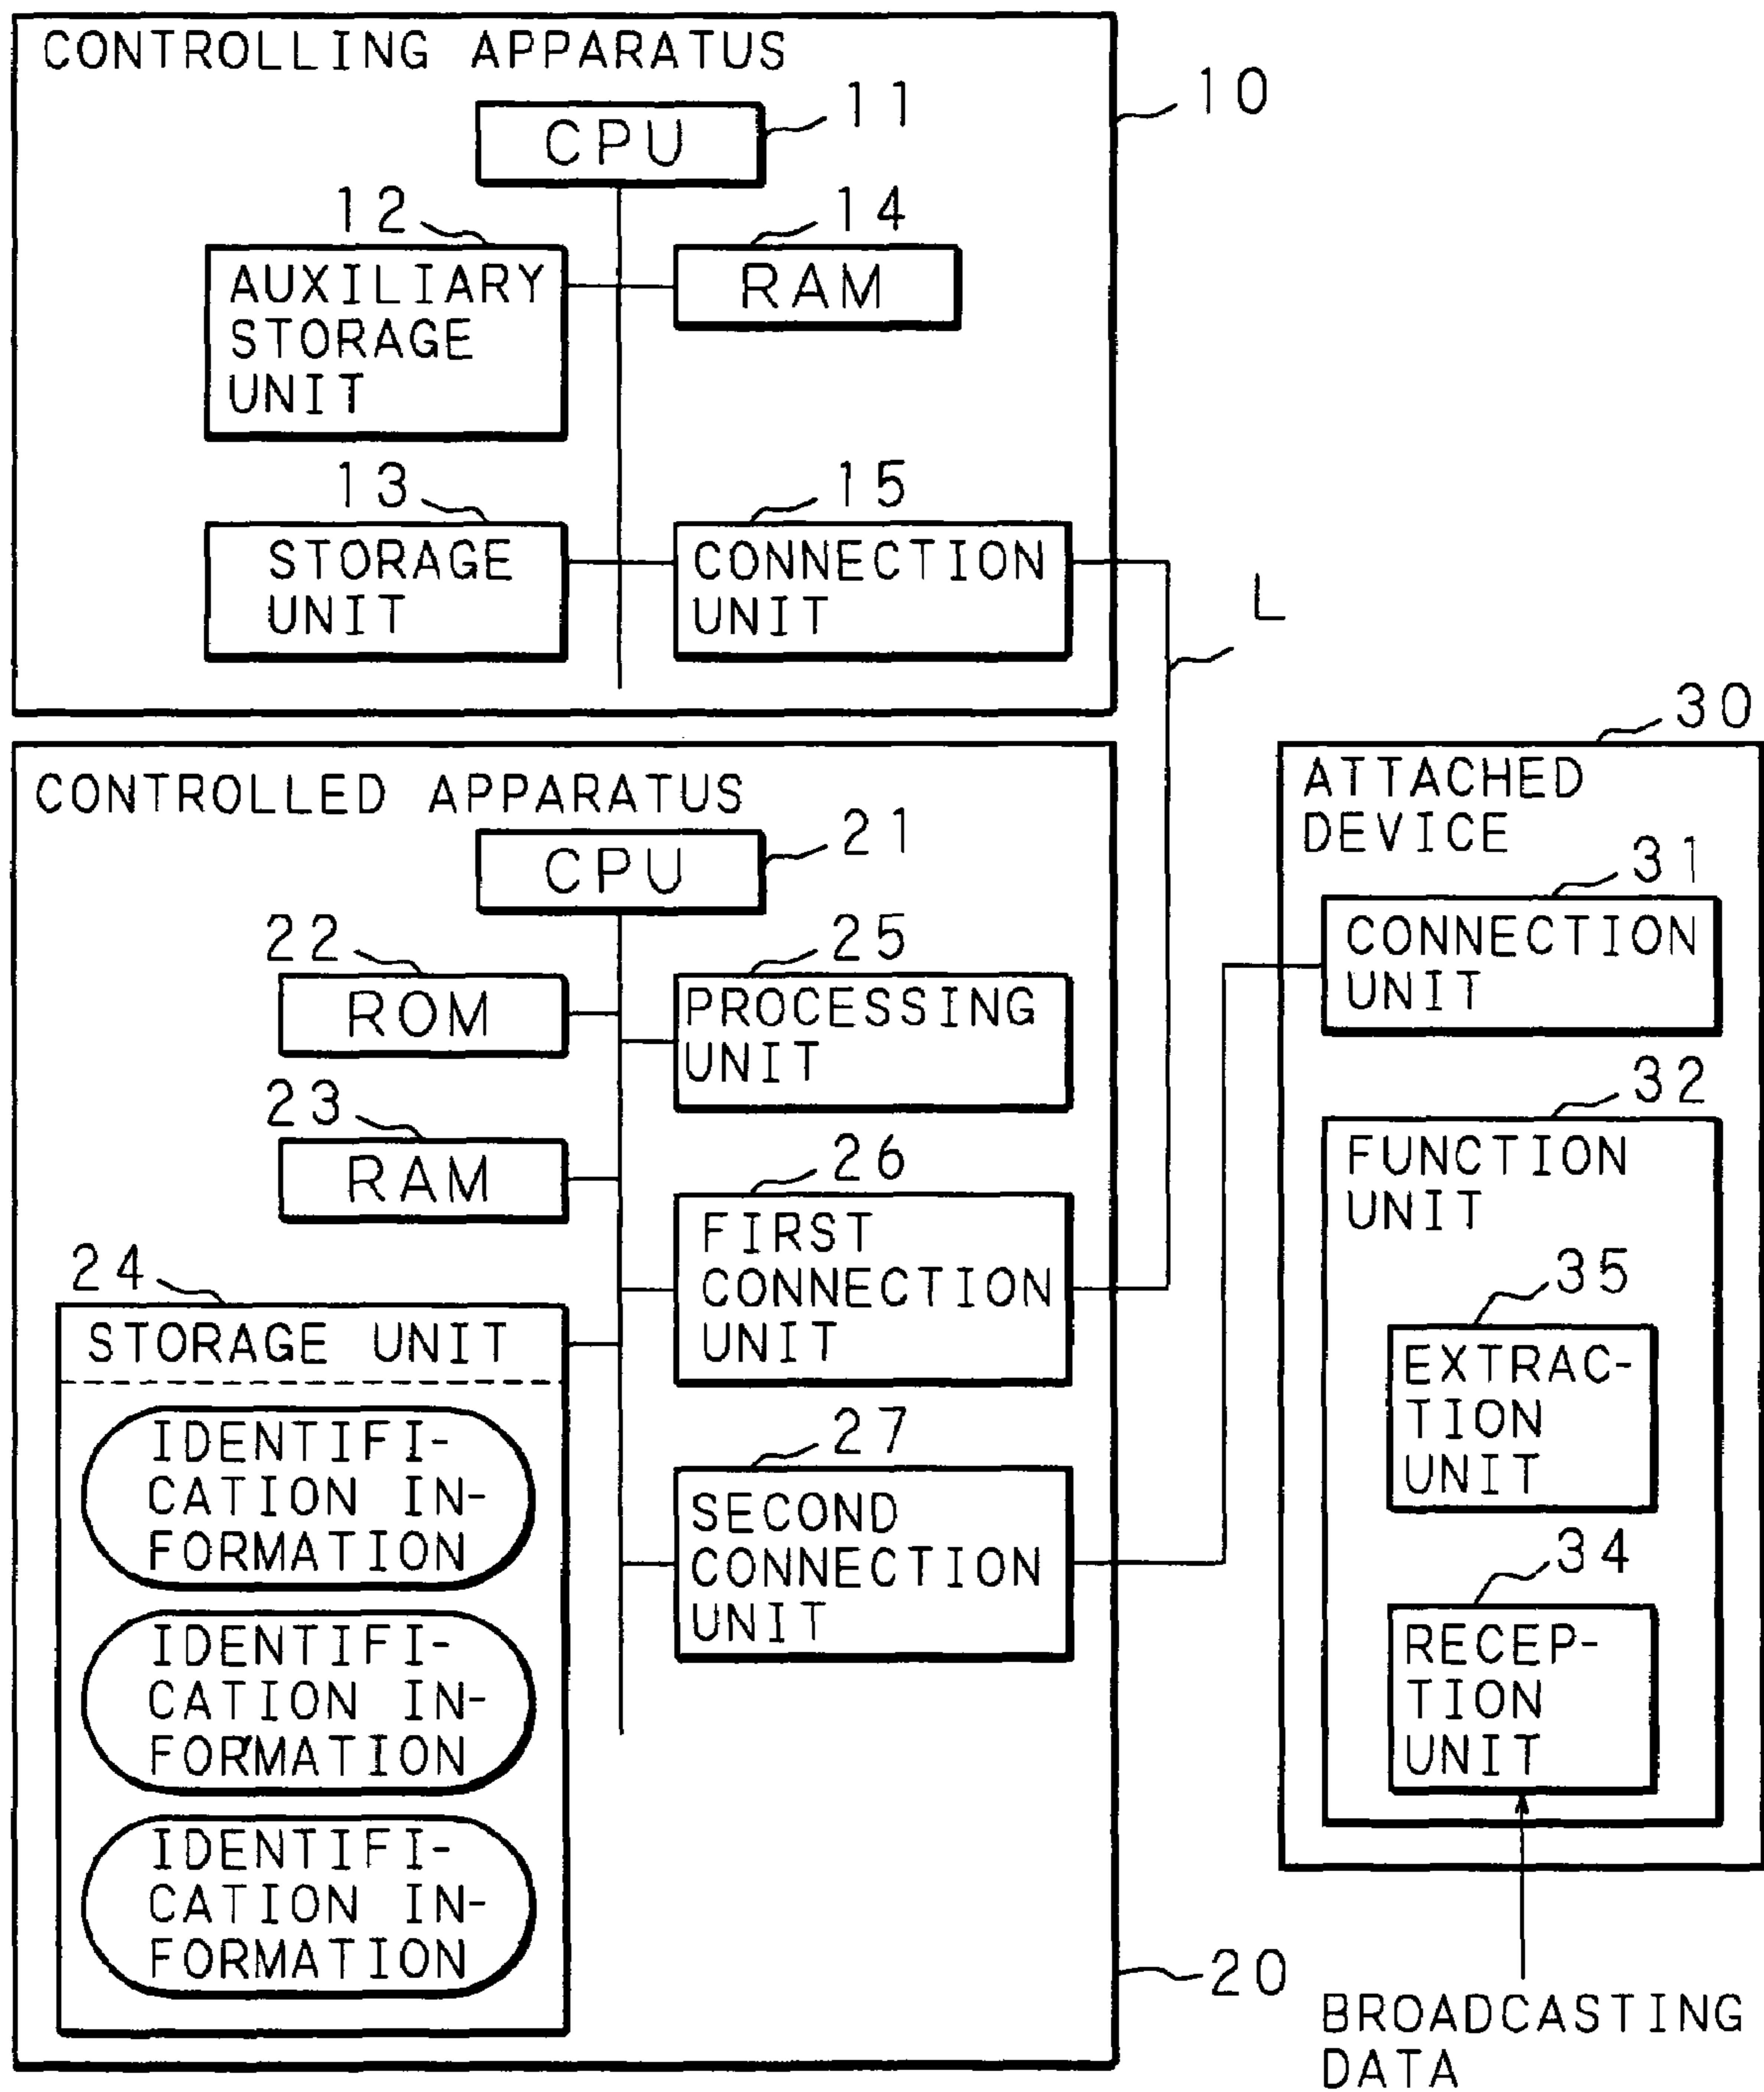 CONTROLLING APPARATUS
10
11
CPU
12
AUXILIARY
STORAGE
UNIT
14
RAM
13
STORAGE
UNIT
15
CONNECTION
UNIT
L
CONTROLLED APPARATUS
21
CPU
22
ROM
25
PROCESSING
UNIT
23
RAM
26
FIRST
CONNECTION
UNIT
24
STORAGE UNIT
IDENTIFI-
CATION IN-
FORMATION
IDENTIFI-
CATION IN-
FORMATION
IDENTIFI-
CATION IN-
FORMATION
27
SECOND
CONNECTION
UNIT
20
30
ATTACHED
DEVICE
31
CONNECTION
UNIT
32
FUNCTION
UNIT
35
EXTRAC-
TION
UNIT
34
RECEP-
TION
UNIT
BROADCASTING
DATA